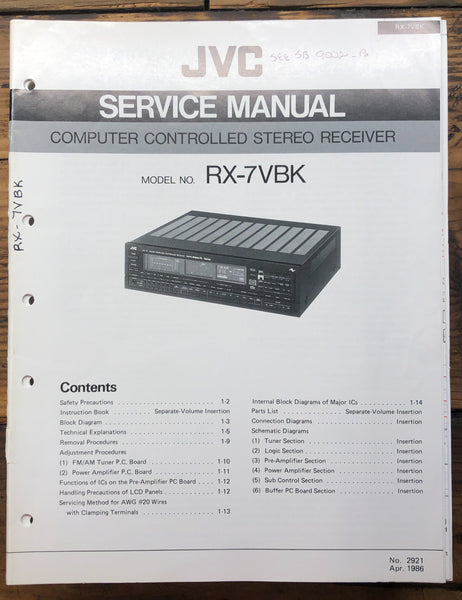 RX-7VBK
JVC
SEE SB 9002-B
SERVICE MANUAL
COMPUTER CONTROLLED STEREO RECEIVER
MODEL NO. RX-7VBK
RX-7VBK
JVC
Contents
Safety Precautions . . . . . . . . . . . . . . . . . . . 1-2
Instruction Book . . . . . . . Separate-Volume Insertion
Block Diagram . . . . . . . . . . . . . . . . . . . . . 1-3
Technical Explanations . . . . . . . . . . . . . . . . 1-5
Removal Procedures . . . . . . . . . . . . . . . . . . 1-9
Adjustment Procedures
(1) FM/AM Tuner P.C. Board . . . . . . . . . . . . 1-10
(2) Power Amplifier P.C. Board . . . . . . . . . . . 1-11
Functions of ICs on the Pre-Amplifier PC Board . . . . 1-12
Handling Precautions of LCD Panels . . . . . . . . . . 1-12
Servicing Method for AWG #20 Wires
with Clamping Terminals . . . . . . . . . . . . . . 1-13
Internal Block Diagrams of Major ICs . . . . . . . . . 1-14
Parts List . . . . . . . . . . Separate-Volume Insertion
Connection Diagrams . . . . . . . . . . . . . . Insertion
Schematic Diagrams
(1) Tuner Section . . . . . . . . . . . . . . . . Insertion
(2) Logic Section . . . . . . . . . . . . . . . . Insertion
(3) Pre-Amplifier Section . . . . . . . . . . . . Insertion
(4) Power Amplifier Section . . . . . . . . . . . Insertion
(5) Sub Control Section . . . . . . . . . . . . . Insertion
(6) Buffer PC Board Section . . . . . . . . . . . Insertion
No. 2921
Apr. 1986